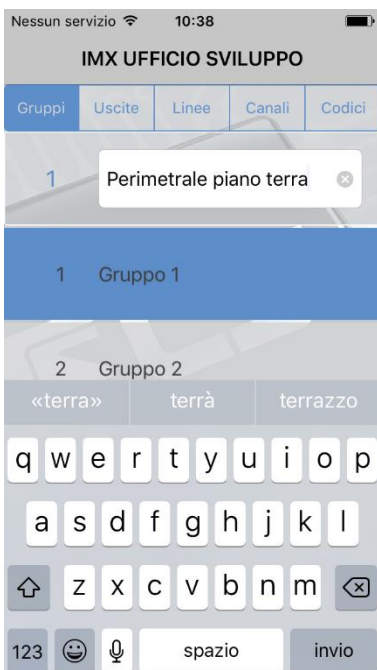 Nessun servizio 10:38
IMX UFFICIO SVILUPPO
Gruppi Uscite Linee Canali Codici
1 Perimetrale piano terra
1 Gruppo 1
2 Gruppo 2
«terra» terrà terrazzo
q w e r t y u i o p
a s d f g h j k l
z x c v b n m
123 spazio invio